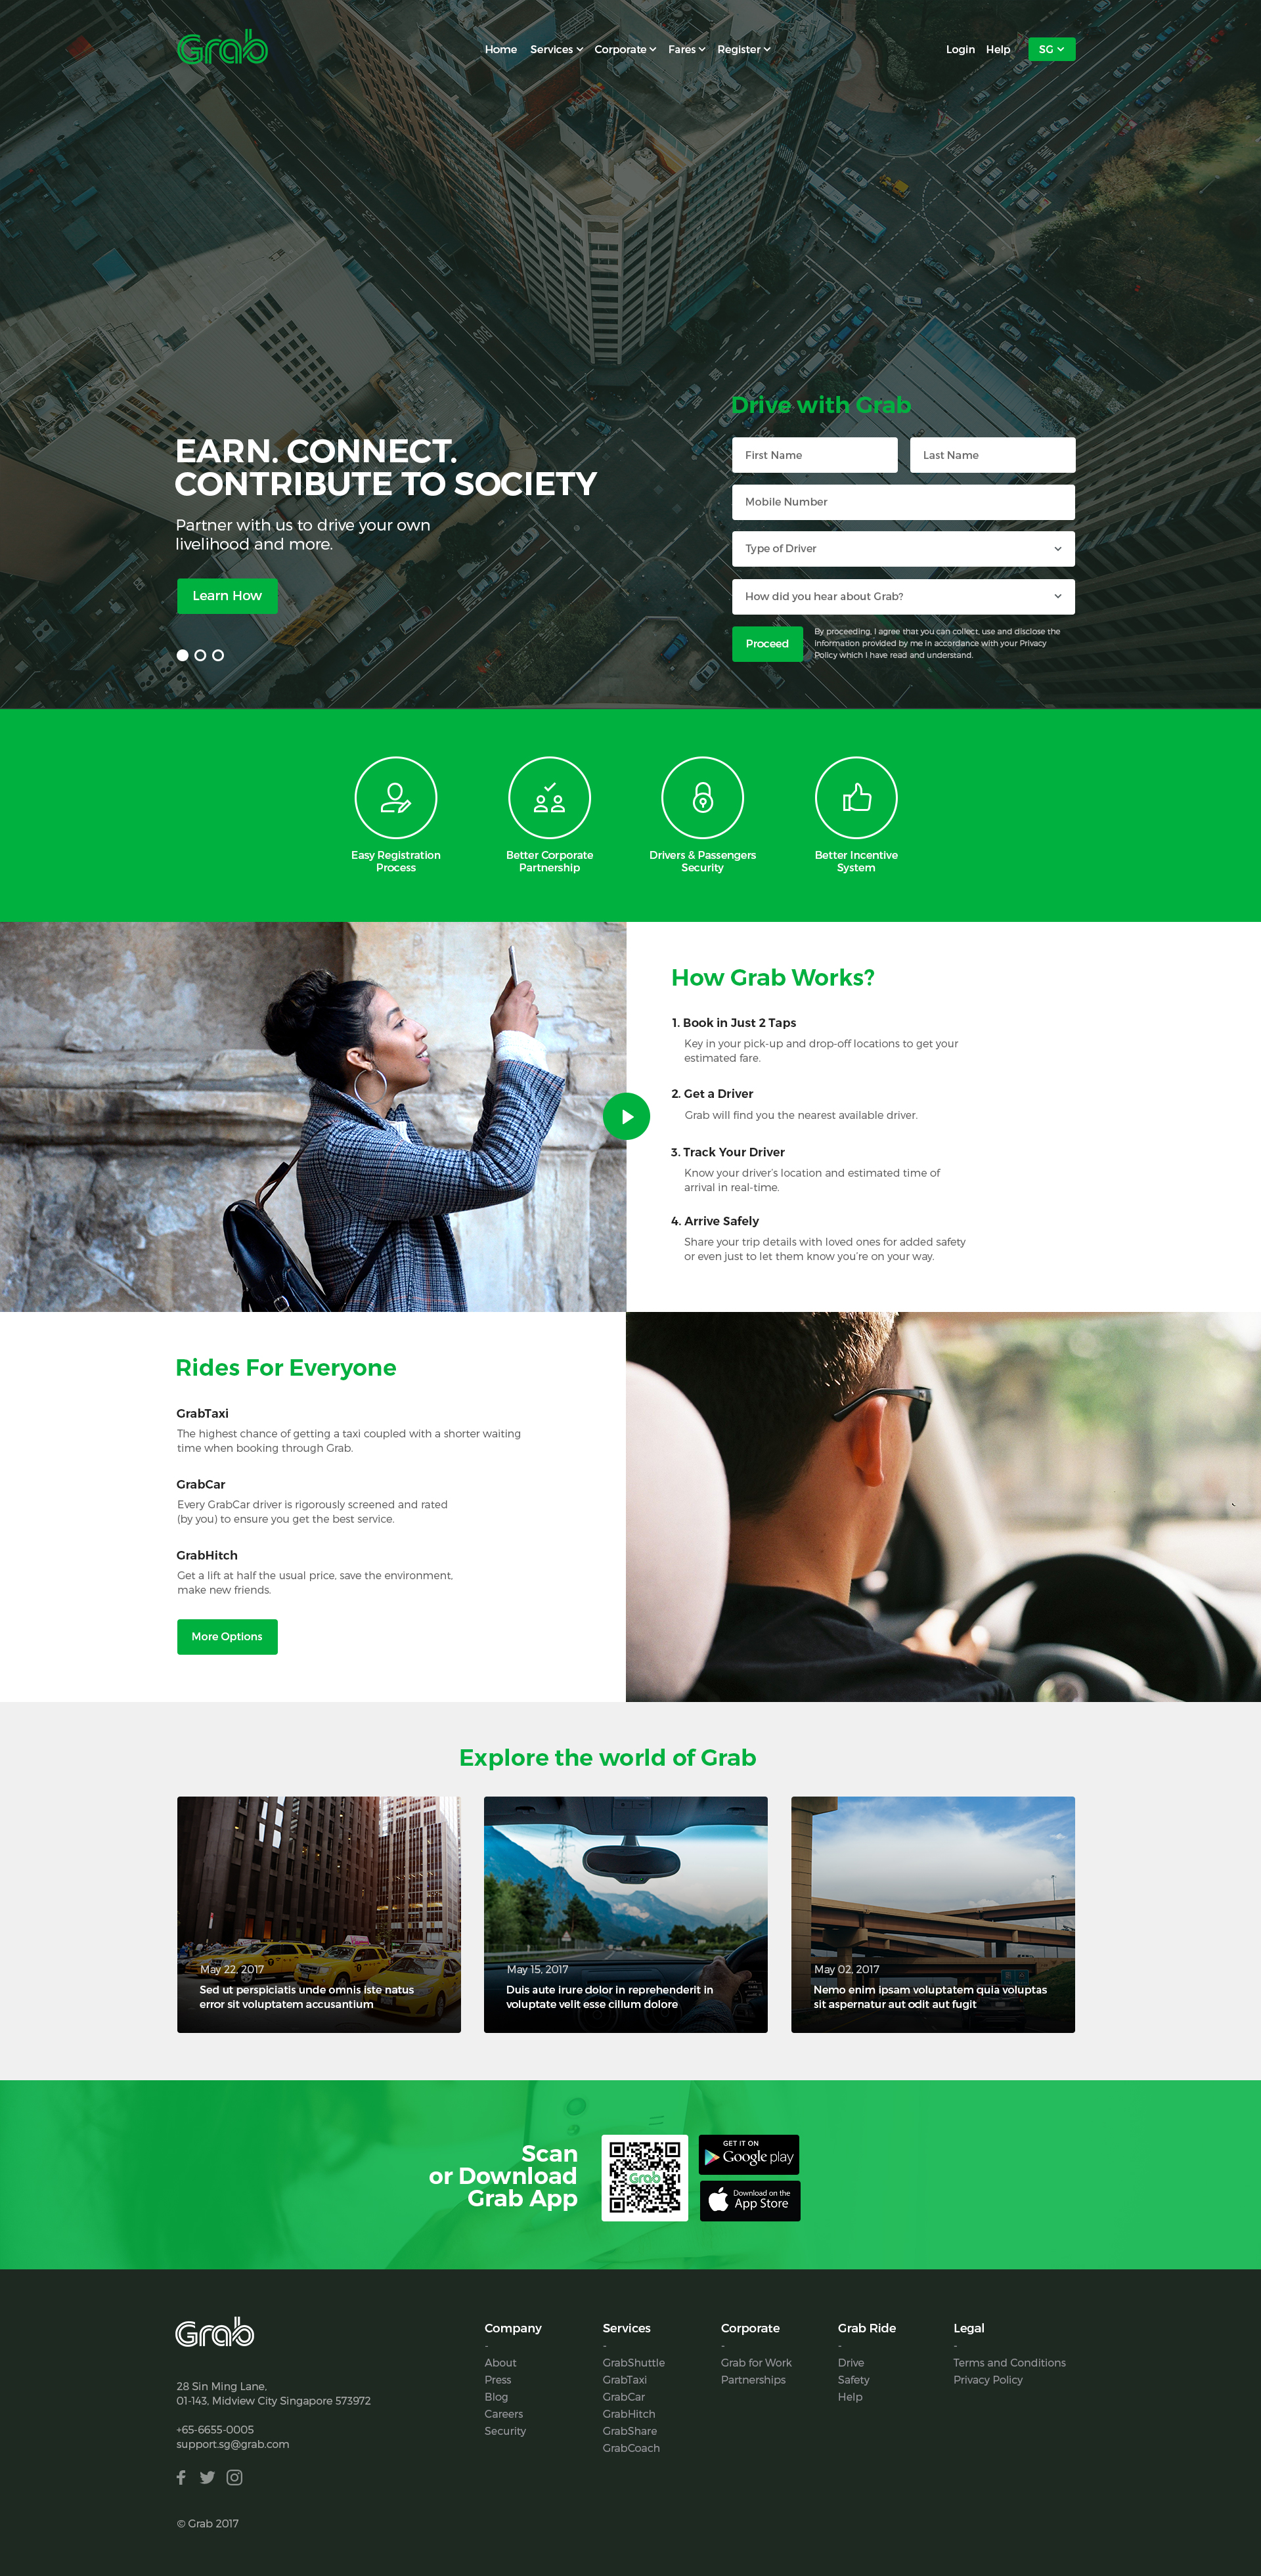 Grab
Home Services Corporate Fares Register
Login Help SG
EARN. CONNECT.
CONTRIBUTE TO SOCIETY
Partner with us to drive your own
livelihood and more.
Learn How
Drive with Grab
First Name
Last Name
Mobile Number
Type of Driver
How did you hear about Grab?
Proceed
By proceeding, I agree that you can collect, use and disclose the
information provided by me in accordance with your Privacy
Policy which I have read and understand.
Easy Registration
Process
Better Corporate
Partnership
Drivers & Passengers
Security
Better Incentive
System
How Grab Works?
1. Book in Just 2 Taps
Key in your pick-up and drop-off locations to get your
estimated fare.
2. Get a Driver
Grab will find you the nearest available driver.
3. Track Your Driver
Know your driver's location and estimated time of
arrival in real-time.
4. Arrive Safely
Share your trip details with loved ones for added safety
or even just to let them know you're on your way.
Rides For Everyone
GrabTaxi
The highest chance of getting a taxi coupled with a shorter waiting
time when booking through Grab.
GrabCar
Every GrabCar driver is rigorously screened and rated
(by you) to ensure you get the best service.
GrabHitch
Get a lift at half the usual price, save the environment,
make new friends.
More Options
Explore the world of Grab
May 22, 2017
Sed ut perspiciatis unde omnis iste natus
error sit voluptatem accusantium
May 15, 2017
Duis aute irure dolor in reprehenderit in
voluptate velit esse cillum dolore
May 02, 2017
Nemo enim ipsam voluptatem quia voluptas
sit aspernatur aut odit aut fugit
Scan
or Download
Grab App
Grab
GET IT ON
Google play
Download on the
App Store
Grab
28 Sin Ming Lane,
01-143, Midview City Singapore 573972
+65-6655-0005
support.sg@grab.com
© Grab 2017
Company
-
About
Press
Blog
Careers
Security
Services
-
GrabShuttle
GrabTaxi
GrabCar
GrabHitch
GrabShare
GrabCoach
Corporate
-
Grab for Work
Partnerships
Grab Ride
-
Drive
Safety
Help
Legal
-
Terms and Conditions
Privacy Policy